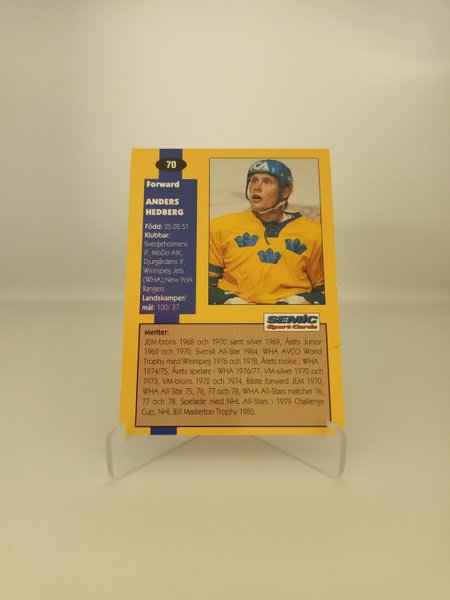 70
Forward
ANDERS
HEDBERG
Född: 25.02.51
Klubbar:
Svedjeholmens
IF, MoDo AIK,
Djurgårdens IF,
Winnipeg Jets
(WHA),New York
Rangers
Landskamper/
mål: 100/37
CCA
SEMIC
Sport Cards
Meriter:
JEM-brons 1968 och 1970 samt silver 1969, Årets Junior
1969 och 1970, Svensk All-Star 1964, WHA AVCO World
Trophy med Winnipeg 1976 och 1978, Årets rookie i WHA
1974/75, Årets spelare i WHA 1976/77, VM-silver 1970 och
1973, VM-brons 1972 and 1974, Bäste forward JEM 1970,
WHA All-Star 75, 76, 77 och 78, WHA All-Stars matcher 76,
77 och 78. Spelade med NHL All-Stars i 1979 Challenge
Cup, NHL Bill Masterton Trophy 1985.